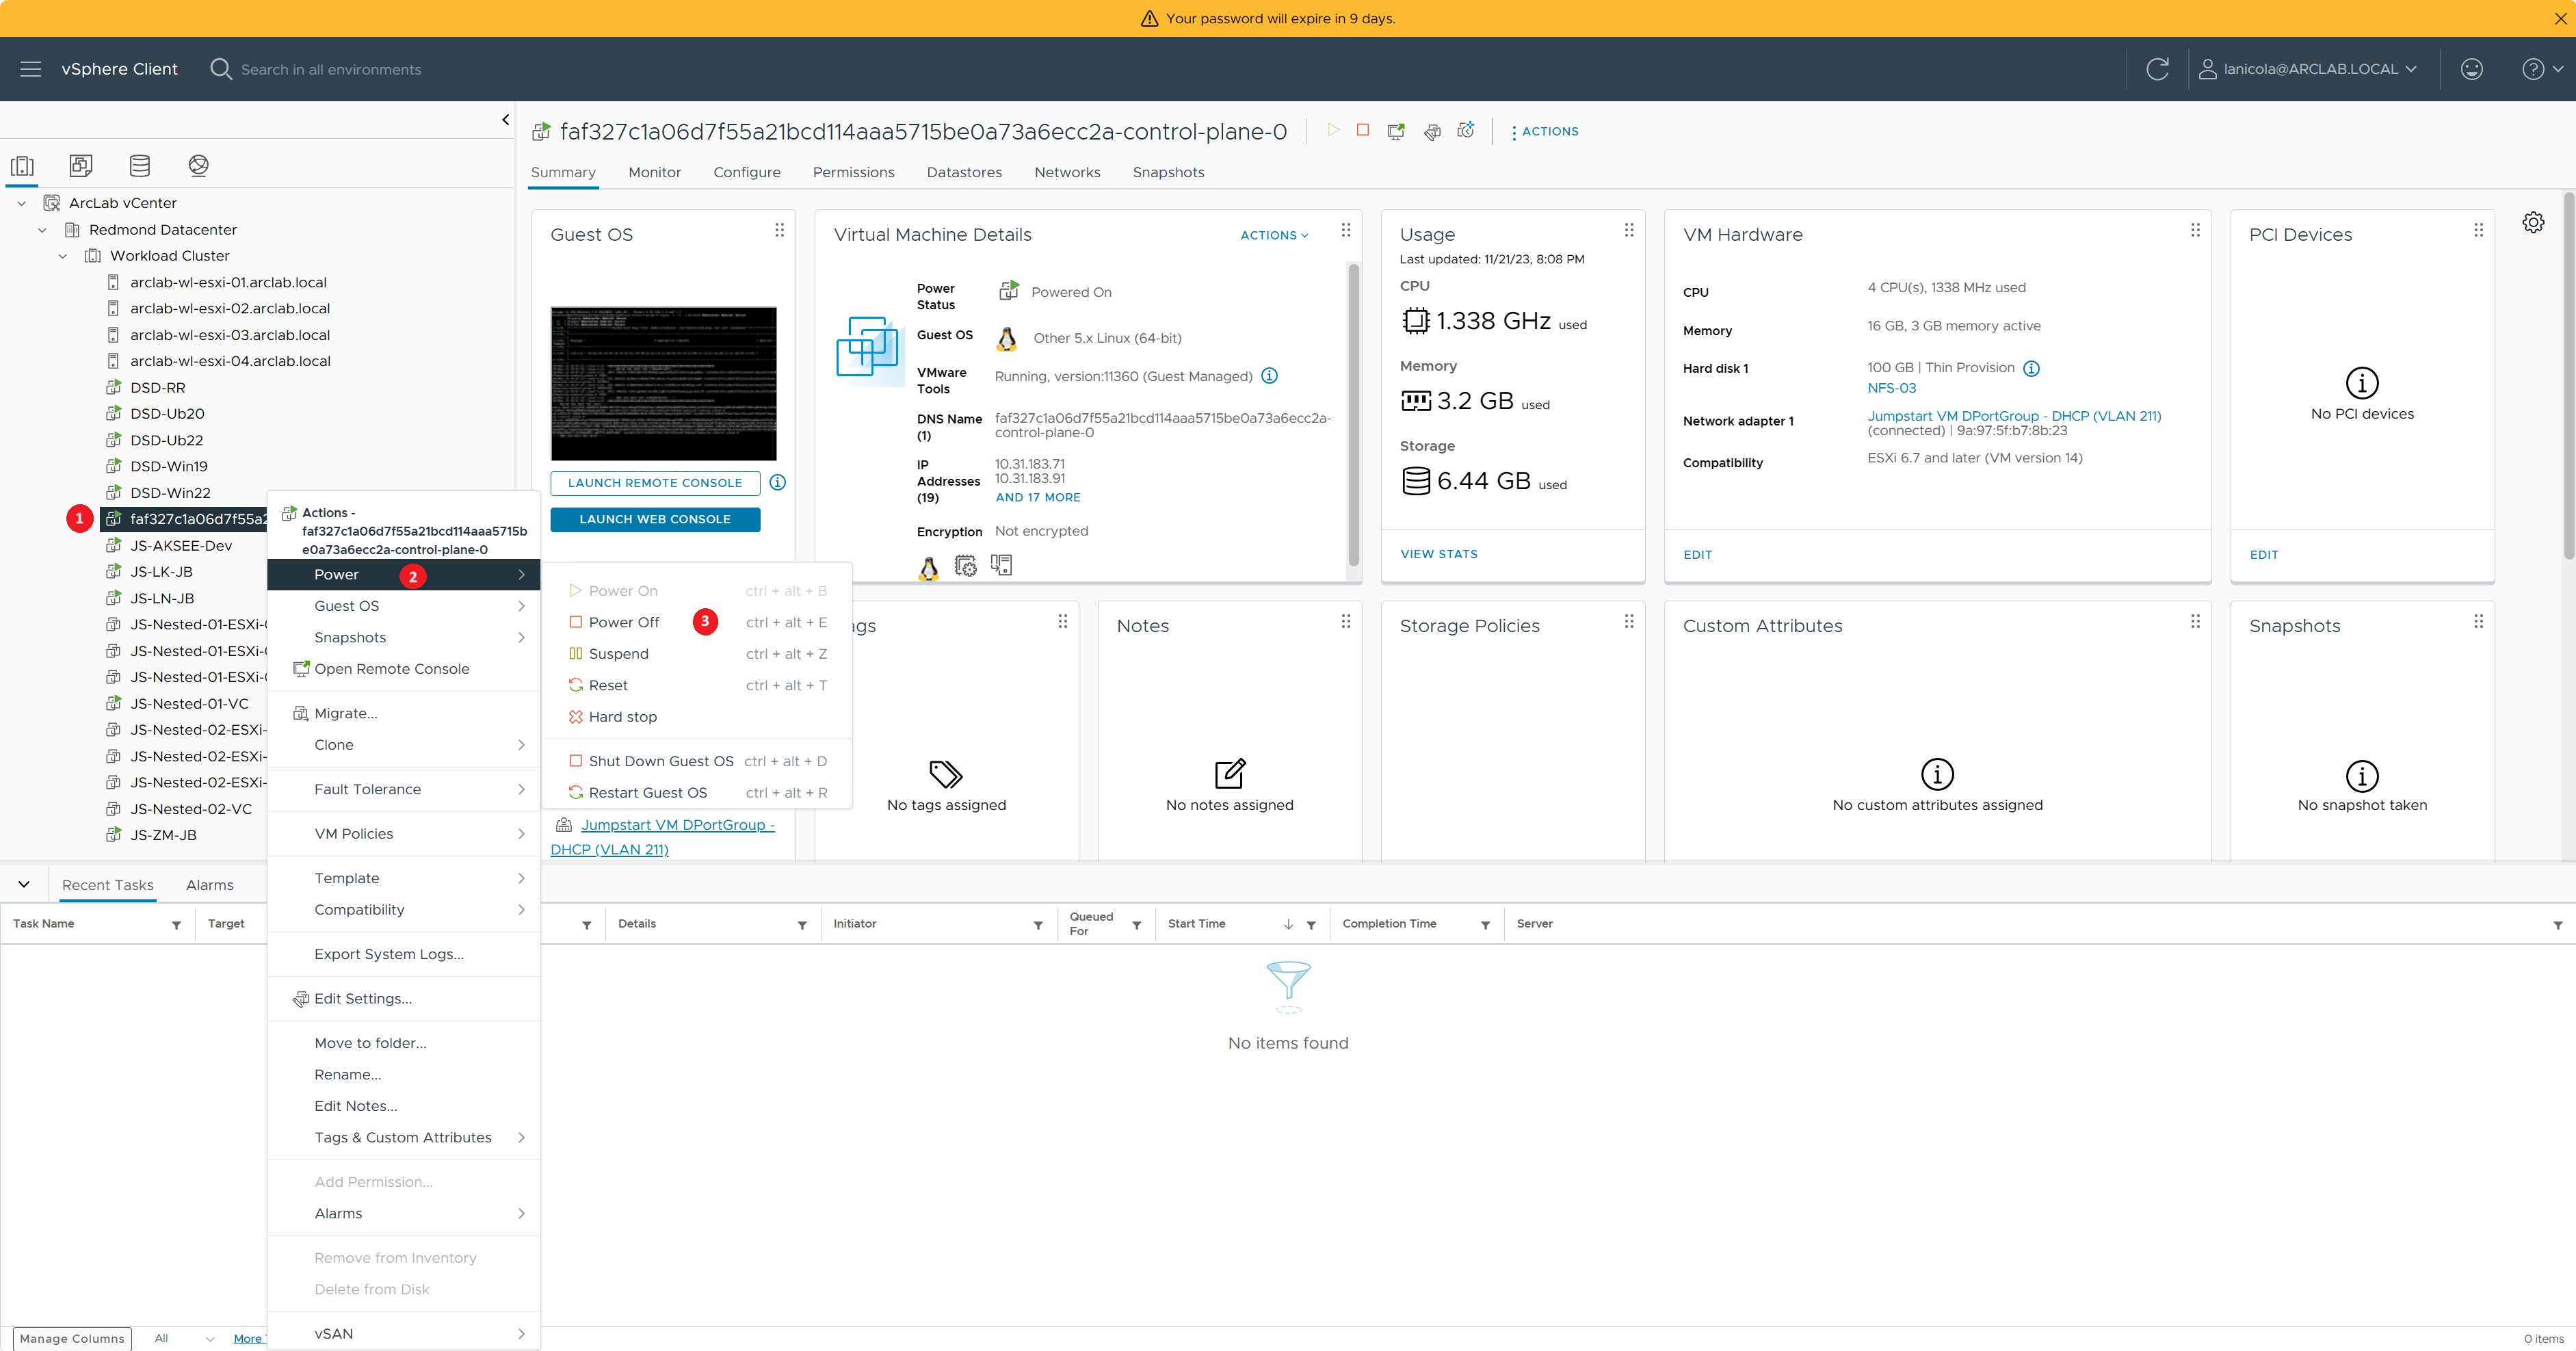 Your password will expire in 9 days.
vSphere Client
Search in all environments
lanicola@ARCLAB.LOCAL
ArcLab vCenter
Redmond Datacenter
Workload Cluster
arclab-wl-esxi-01.arclab.local
arclab-wl-esxi-02.arclab.local
arclab-wl-esxi-03.arclab.local
arclab-wl-esxi-04.arclab.local
DSD-RR
DSD-Ub20
DSD-Ub22
DSD-Win19
DSD-Win22
1
faf327c1a06d7f55a2
JS-AKSEE-Dev
JS-LK-JB
JS-LN-JB
JS-Nested-01-ESXi-
JS-Nested-01-ESXi-
JS-Nested-01-ESXi-
JS-Nested-01-VC
JS-Nested-02-ESXi-
JS-Nested-02-ESXi-
JS-Nested-02-ESXi-
JS-Nested-02-VC
JS-ZM-JB
faf327c1a06d7f55a21bcd114aaa5715be0a73a6ecc2a-control-plane-0
ACTIONS
Summary
Monitor
Configure
Permissions
Datastores
Networks
Snapshots
Guest OS
LAUNCH REMOTE CONSOLE
LAUNCH WEB CONSOLE
Jumpstart VM DPortGroup -
DHCP (VLAN 211)
Virtual Machine Details
ACTIONS
Power
Status
Powered On
Guest OS
Other 5.x Linux (64-bit)
VMware
Tools
Running, version:11360 (Guest Managed)
DNS Name
(1)
faf327c1a06d7f55a21bcd114aaa5715be0a73a6ecc2a-
control-plane-0
IP
Addresses
(19)
10.31.183.71
10.31.183.91
AND 17 MORE
Encryption
Not encrypted
Usage
Last updated: 11/21/23, 8:08 PM
CPU
1.338 GHz used
Memory
3.2 GB used
Storage
6.44 GB used
VIEW STATS
VM Hardware
CPU
4 CPU(s), 1338 MHz used
Memory
16 GB, 3 GB memory active
Hard disk 1
100 GB | Thin Provision
NFS-03
Network adapter 1
Jumpstart VM DPortGroup - DHCP (VLAN 211)
(connected) | 9a:97:5f:b7:8b:23
Compatibility
ESXi 6.7 and later (VM version 14)
EDIT
PCI Devices
No PCI devices
EDIT
Actions -
faf327c1a06d7f55a21bcd114aaa5715b
e0a73a6ecc2a-control-plane-0
Power
2
Guest OS
Snapshots
Open Remote Console
Migrate...
Clone
Fault Tolerance
VM Policies
Template
Compatibility
Export System Logs...
Edit Settings...
Move to folder...
Rename...
Edit Notes...
Tags & Custom Attributes
Add Permission...
Alarms
Remove from Inventory
Delete from Disk
vSAN
Power On ctrl + alt + B
Power Off 3 ctrl + alt + E
Suspend ctrl + alt + Z
Reset ctrl + alt + T
Hard stop
Shut Down Guest OS ctrl + alt + D
Restart Guest OS ctrl + alt + R
ags
No tags assigned
Notes
No notes assigned
Storage Policies
Custom Attributes
No custom attributes assigned
Snapshots
No snapshot taken
Recent Tasks
Alarms
Task Name
Target
Details
Initiator
Queued
For
Start Time
Completion Time
Server
No items found
Manage Columns
All
More
0 items